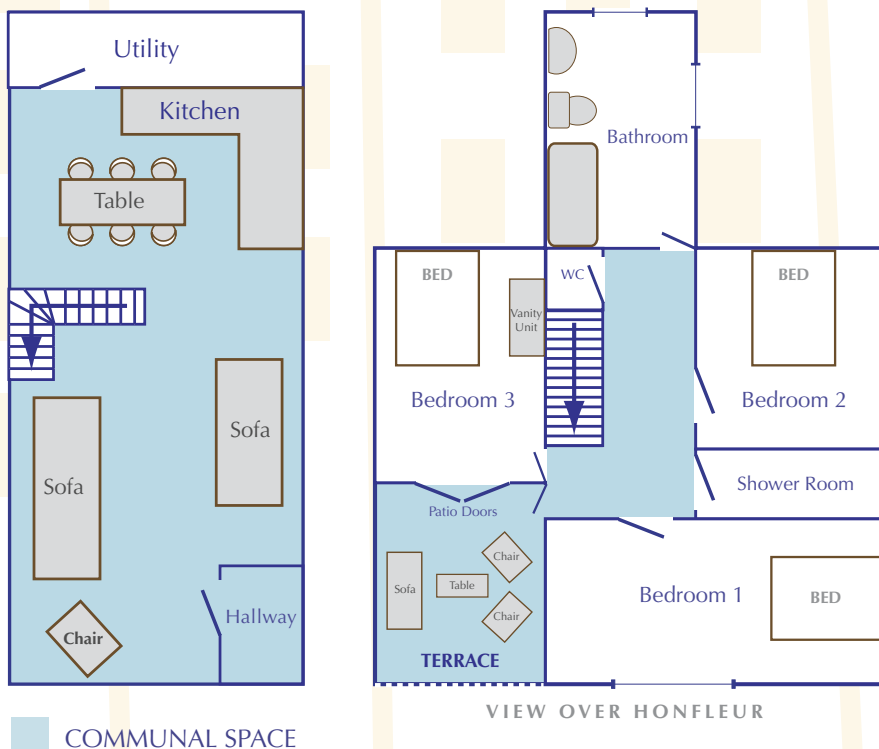 Utility
Kitchen
Table
Sofa
Sofa
Chair
Hallway
COMMUNAL SPACE
Bathroom
BED
WC
Vanity
Unit
BED
Bedroom 3
Bedroom 2
Shower Room
Patio Doors
Chair
Sofa
Table
Chair
TERRACE
Bedroom 1
BED
VIEW OVER HONFLEUR